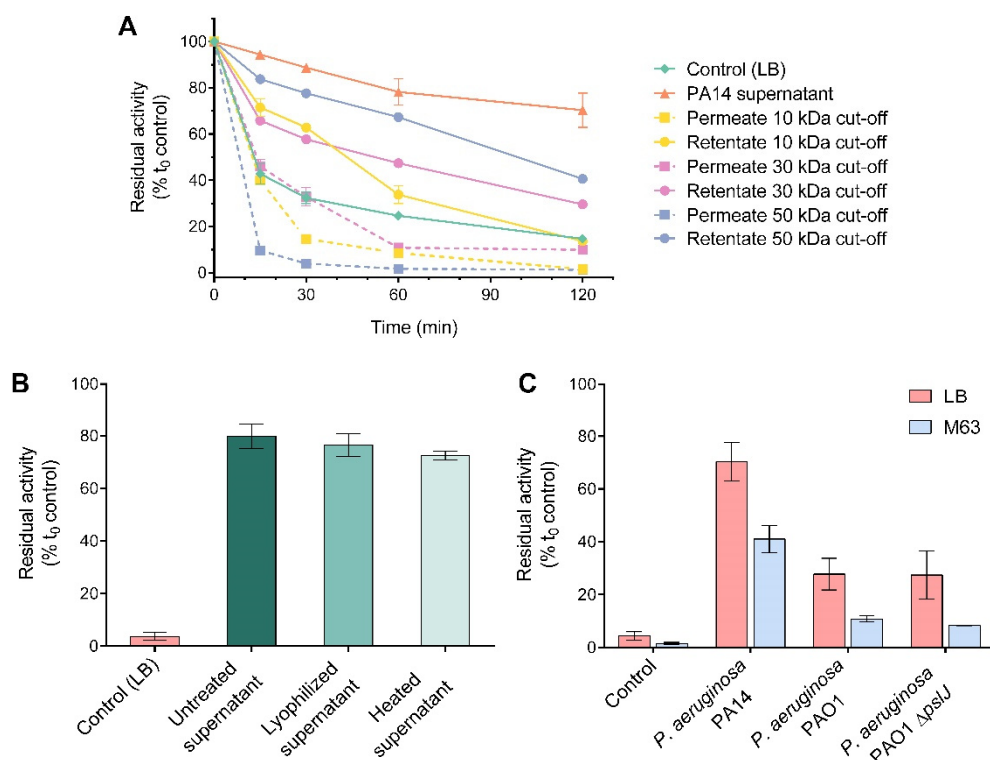 A
Residual activity
(% t₀ control)
100
80
60
40
20
0
0
30
60
90
120
Time (min)
Control (LB)
PA14 supernatant
Permeate 10 kDa cut-off
Retentate 10 kDa cut-off
Permeate 30 kDa cut-off
Retentate 30 kDa cut-off
Permeate 50 kDa cut-off
Retentate 50 kDa cut-off
B
Residual activity
(% t₀ control)
100
80
60
40
20
0
Control (LB)
Untreated
supernatant
Lyophilized
supernatant
Heated
supernatant
C
Residual activity
(% t₀ control)
100
80
60
40
20
0
LB
M63
Control
P. aeruginosa
PA14
P. aeruginosa
PAO1
P. aeruginosa
PAO1 ΔpslJ